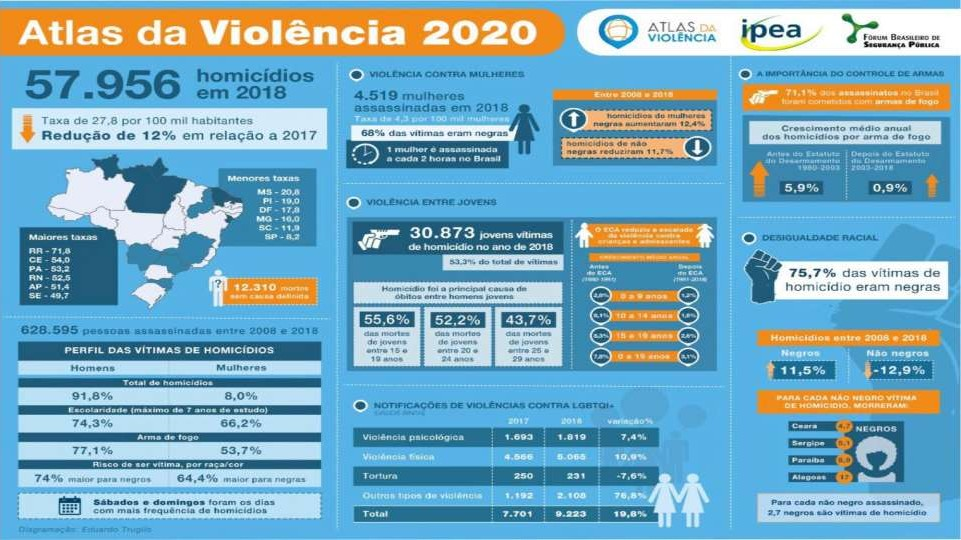 Atlas da Violência 2020
ATLAS DA
VIOLÊNCIA
ipea
FÓRUM BRASILEIRO DE
SEGURANÇA PÚBLICA
57.956 homicídios
em 2018
Taxa de 27,8 por 100 mil habitantes
Redução de 12% em relação a 2017
Menores taxas
MS - 20,8
PI - 19,0
DF - 17,8
MG - 16,0
SC - 11,9
SP - 8,2
Maiores taxas
RR - 71,8
CE - 54,0
PA - 53,2
RN - 52,5
AP - 51,4
SE - 49,7
12.310 mortos
sem causa definida
628.595 pessoas assassinadas entre 2008 e 2018
PERFIL DAS VÍTIMAS DE HOMICÍDIOS
Homens Mulheres
Total de homicídios
91,8% 8,0%
Escolaridade (máximo de 7 anos de estudo)
74,3% 66,2%
Arma de fogo
77,1% 53,7%
Risco de ser vítima, por raça/cor
74% maior para negros 64,4% maior para negras
Sábados e domingos foram os dias
com mais frequência de homicídios
Diagramação: Eduardo Trugilo
VIOLÊNCIA CONTRA MULHERES
4.519 mulheres
assassinadas em 2018
Taxa de 4,3 por 100 mil mulheres
68% das vítimas eram negras
1 mulher é assassinada
a cada 2 horas no Brasil
Entre 2008 e 2018
homicídios de mulheres
negras aumentaram 12,4%
homicídios de não
negras reduziram 11,7%
VIOLÊNCIA ENTRE JOVENS
30.873 jovens vítimas
de homicídio no ano de 2018
53,3% do total de vítimas
Homicídio foi a principal causa de
óbitos entre homens jovens
55,6%
das mortes
de jovens
entre 15 e
19 anos
52,2%
das mortes
de jovens
entre 20 e
24 anos
43,7%
das mortes
de jovens
entre 25 e
29 anos
O ECA reduziu a escalada
da violência contra
crianças e adolescentes
CRESCIMENTO MÉDIO ANUAL
Antes
do ECA
Depois
do ECA
0 a 9 anos 1,2%
10 a 14 anos
15 a 19 anos
0 a 19 anos 3,1%
NOTIFICAÇÕES DE VIOLÊNCIAS CONTRA LGBTQI+
2017 2018 variação%
Violência psicológica 1.693 1.819 7,4%
Violência física 4.566 5.065 10,9%
Tortura 250 231 -7,6%
Outros tipos de violência 1.192 2.108 76,8%
Total 7.701 9.223 19,8%
A IMPORTÂNCIA DO CONTROLE DE ARMAS
71,1% dos assassinatos no Brasil
foram cometidos com armas de fogo
Crescimento médio anual
dos homicídios por arma de fogo
Antes do Estatuto
do Desarmamento
1980-2003
5,9%
Depois do Estatuto
do Desarmamento
2003-2018
0,9%
DESIGUALDADE RACIAL
75,7% das vítimas de
homicídio eram negras
Homicídios entre 2008 e 2018
Negros Não negros
11,5% -12,9%
PARA CADA NÃO NEGRO VÍTIMA
DE HOMICÍDIO, MORRERAM:
Ceara 4,7 NEGROS
Sergipe 5,1
Paraíba 8,9
Alagoas 17
Para cada não negro assassinado,
2,7 negros são vítimas de homicídio